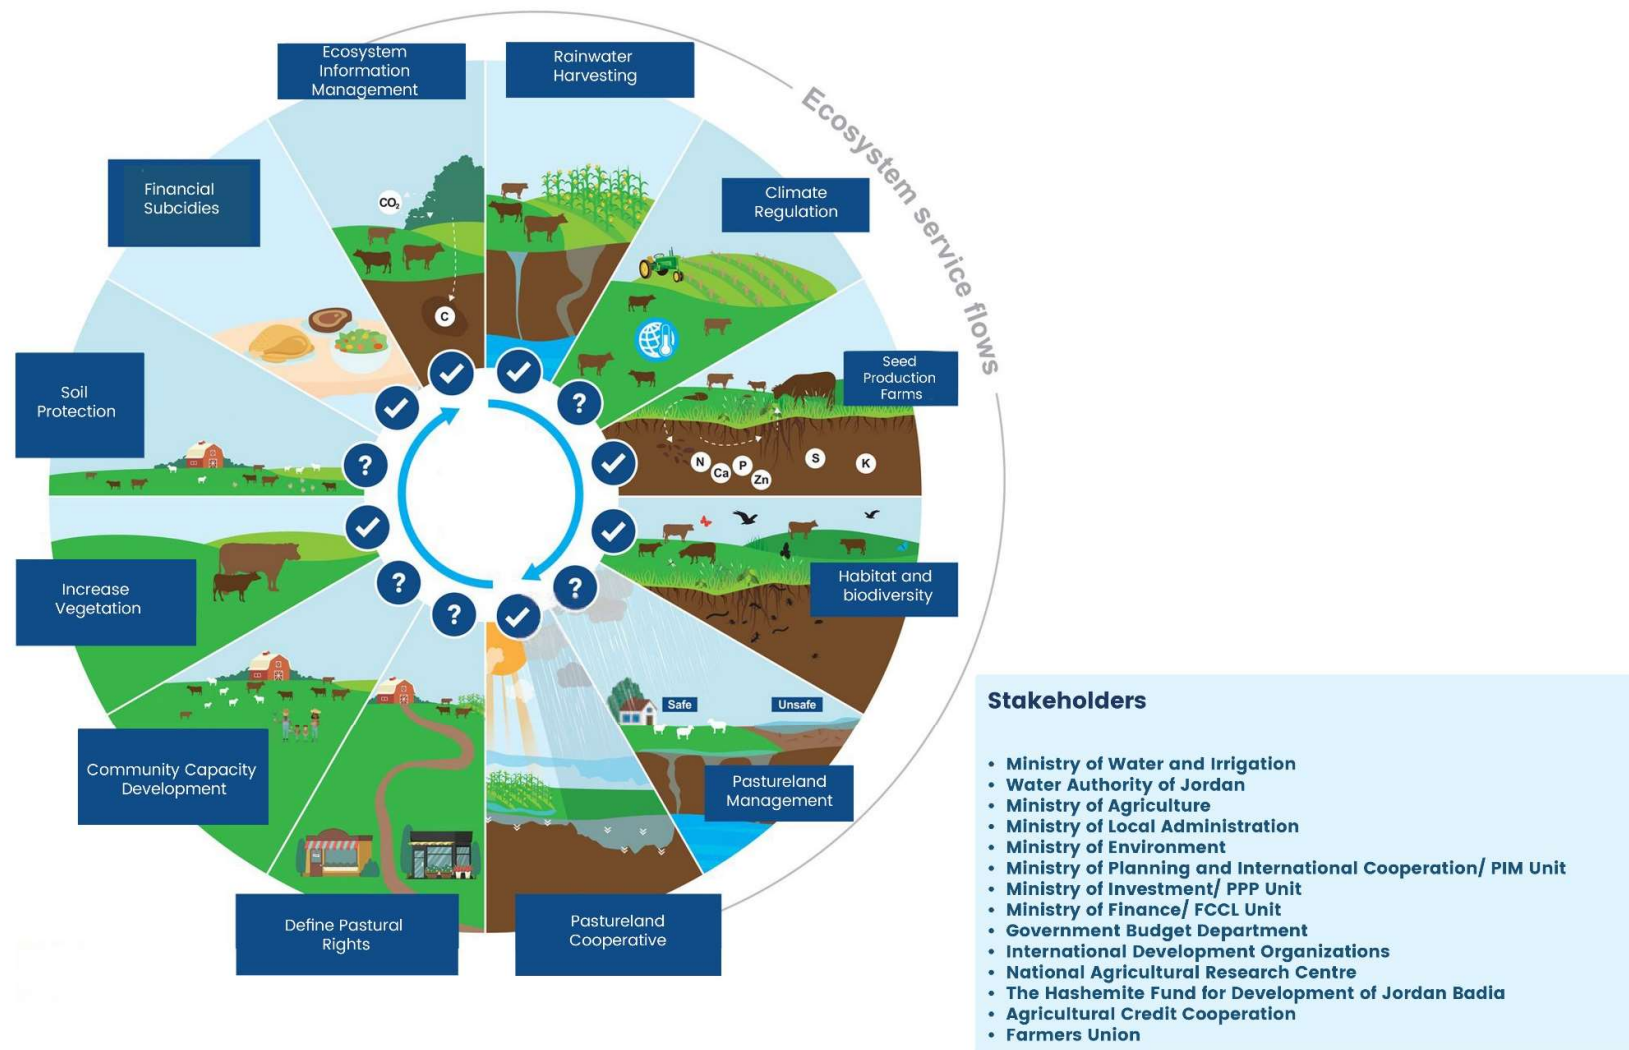 Ecosystem
Information
Management
Rainwater
Harvesting
Ecosystem service flows
Financial
Subcidies
Climate
Regulation
CO₂
C
Soil
Protection
Seed
Production
Farms
N
Ca
P
Zn
S
K
?
?
Increase
Vegetation
Habitat and
biodiversity
?
?
?
Safe
Unsafe
Community Capacity
Development
Pastureland
Management
Define Pastural
Rights
Pastureland
Cooperative
Stakeholders
• Ministry of Water and Irrigation
• Water Authority of Jordan
• Ministry of Agriculture
• Ministry of Local Administration
• Ministry of Environment
• Ministry of Planning and International Cooperation/ PIM Unit
• Ministry of Investment/ PPP Unit
• Ministry of Finance/ FCCL Unit
• Government Budget Department
• International Development Organizations
• National Agricultural Research Centre
• The Hashemite Fund for Development of Jordan Badia
• Agricultural Credit Cooperation
• Farmers Union